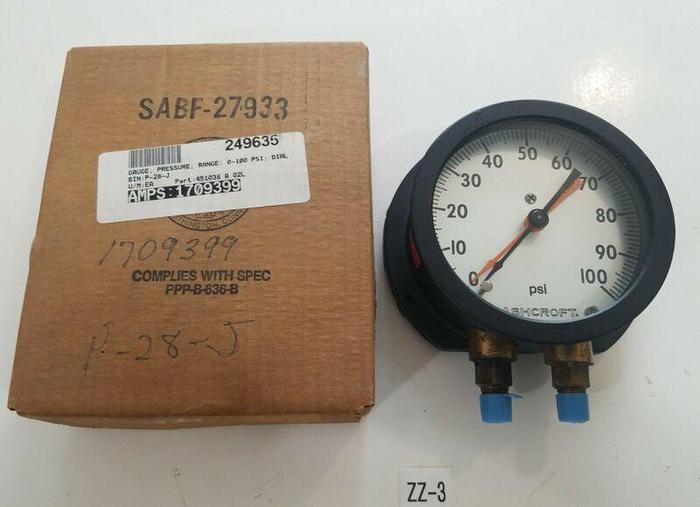 SABF-27933
249635
GAUGE, PRESSURE; RANGE: 0-100 PSI; DIAL
BIN:P-28-J
U/M:EA Part:451038 A 02L
AMPS:1709399
1709399
COMPLIES WITH SPEC
PPP-B-636-B
P-28-J
0
10
20
30
40
50
60
70
80
90
100
psi
ASHCROFT.
ZZ-3